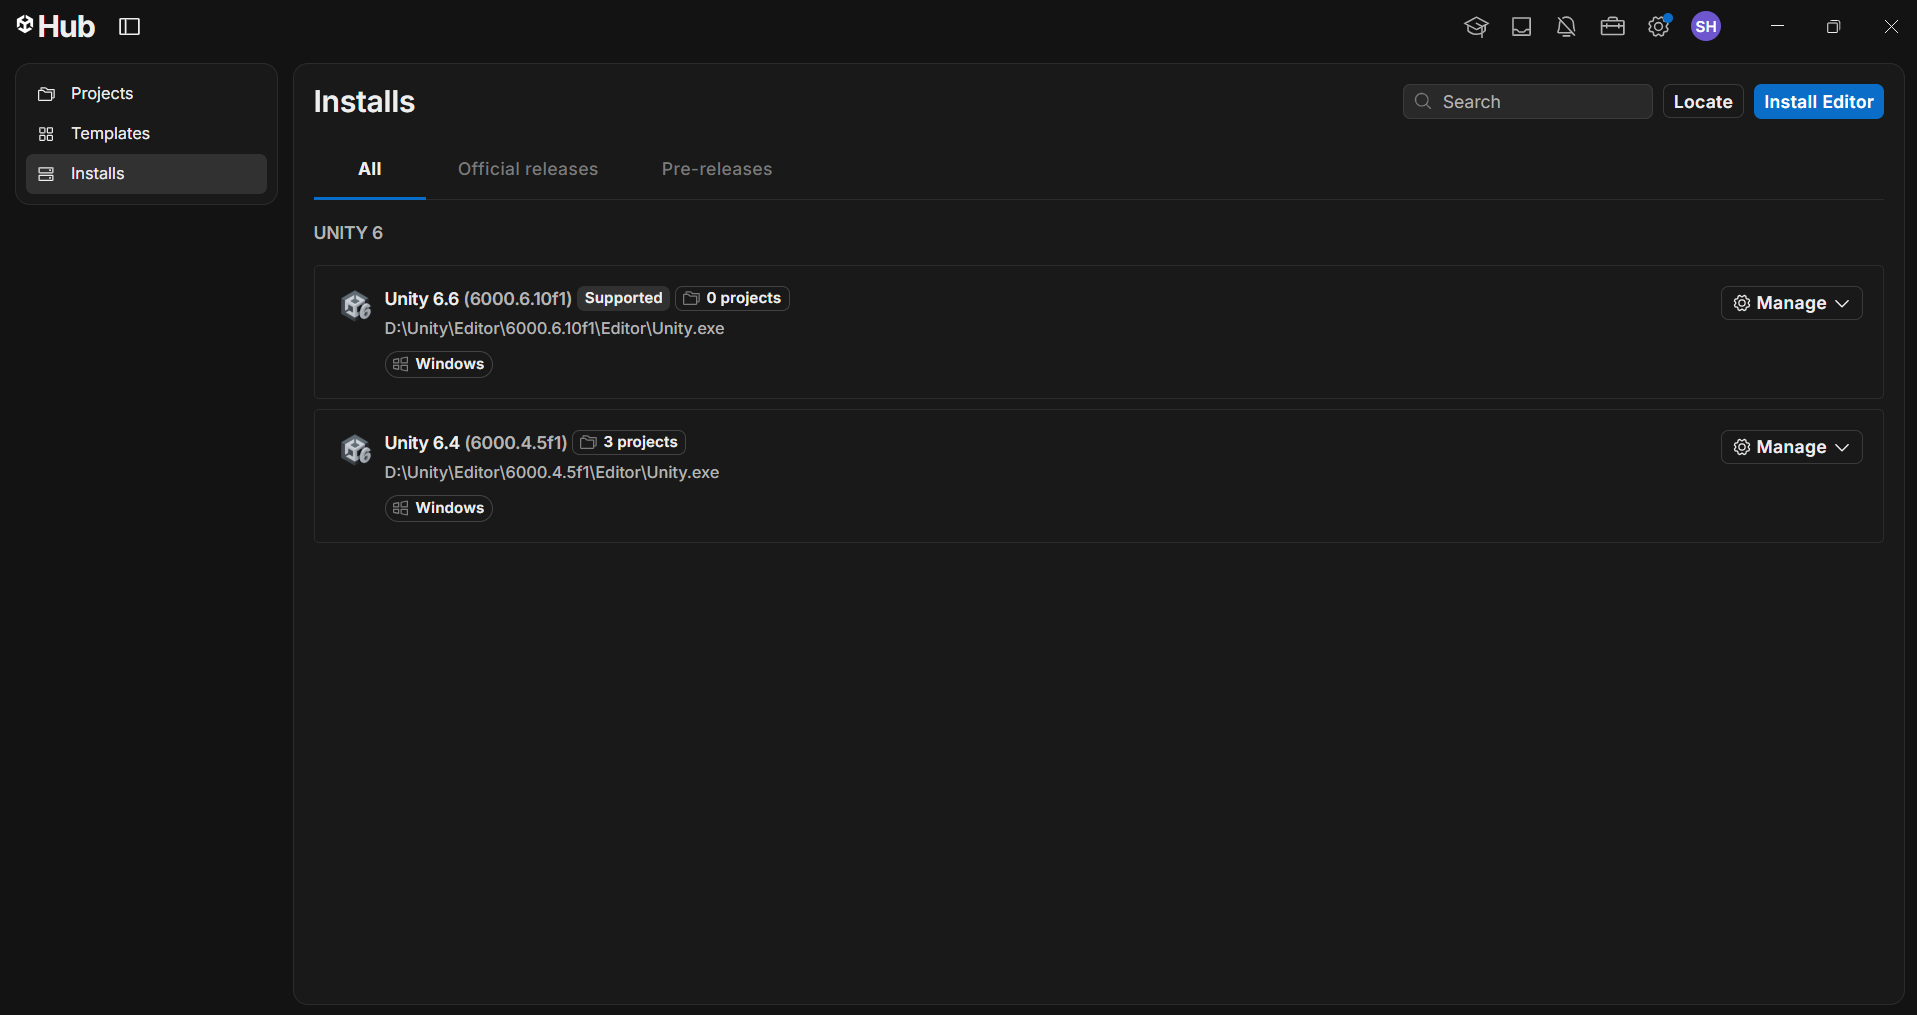 Hub
SH
Projects
Templates
Installs
Installs
Search
Locate
Install Editor
All
Official releases
Pre-releases
UNITY 6
Unity 6.6 (6000.6.10f1) Supported 0 projects
Manage
D:\Unity\Editor\6000.6.10f1\Editor\Unity.exe
Windows
Unity 6.4 (6000.4.5f1) 3 projects
Manage
D:\Unity\Editor\6000.4.5f1\Editor\Unity.exe
Windows